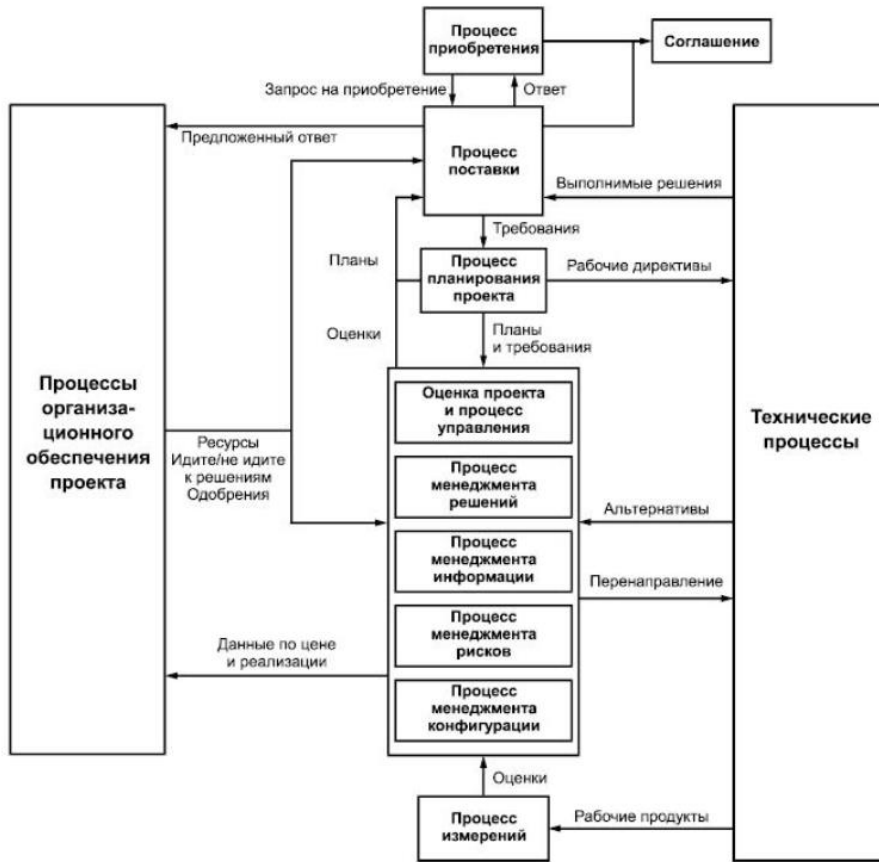 Процесс
приобретения
Соглашение
Запрос на приобретение
Ответ
Предложенный ответ
Процесс
поставки
Выполнимые решения
Требования
Планы
Процесс
планирования
проекта
Рабочие директивы
Оценки
Планы
и требования
Процессы
организа-
ционного
обеспечения
проекта
Оценка проекта
и процесс
управления
Технические
процессы
Ресурсы
Идите/не идите
к решениям
Одобрения
Процесс
менеджмента
решений
Альтернативы
Процесс
менеджмента
информации
Перенаправление
Процесс
менеджмента
рисков
Данные по цене
и реализации
Процесс
менеджмента
конфигурации
Оценки
Процесс
измерений
Рабочие продукты